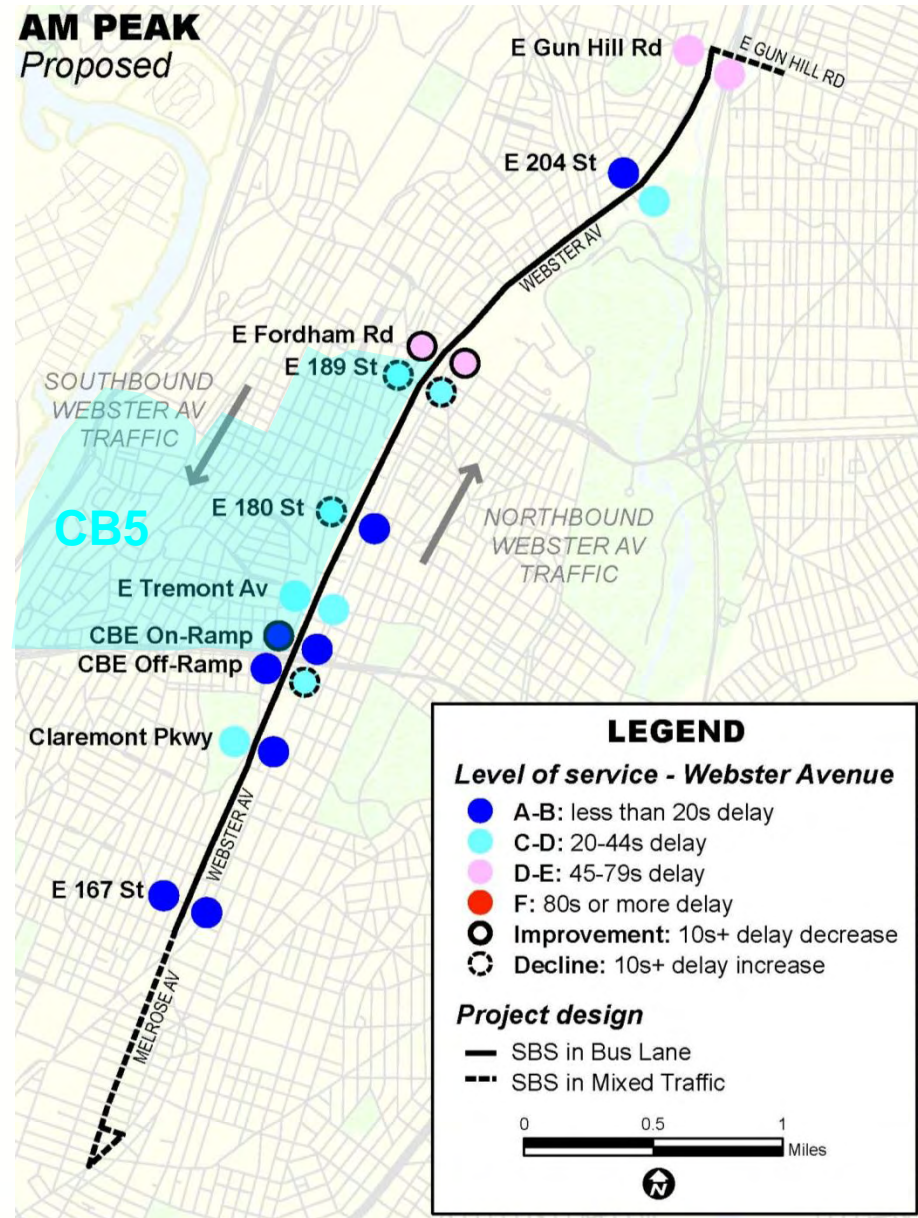 AM PEAK
Proposed
E Gun Hill Rd
E GUN HILL RD
E 204 St
WEBSTER AV
E Fordham Rd
E 189 St
SOUTHBOUND
WEBSTER AV
TRAFFIC
CB5
E 180 St
NORTHBOUND
WEBSTER AV
TRAFFIC
E Tremont Av
CBE On-Ramp
CBE Off-Ramp
Claremont Pkwy
WEBSTER AV
E 167 St
MELROSE AV
LEGEND
Level of service - Webster Avenue
A-B: less than 20s delay
C-D: 20-44s delay
D-E: 45-79s delay
F: 80s or more delay
Improvement: 10s+ delay decrease
Decline: 10s+ delay increase
Project design
SBS in Bus Lane
SBS in Mixed Traffic
0 0.5 1
Miles
N